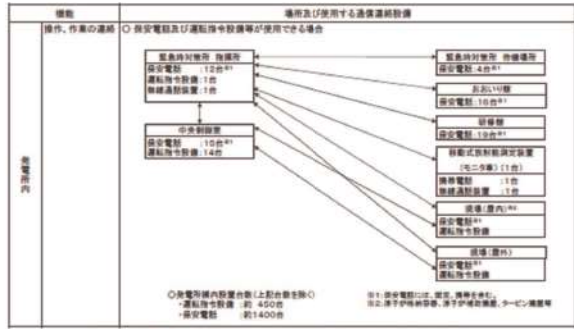 機能
場所及び使用する通信連絡設備
操作、作業の連絡
○ 保安電話及び運転指令設備等が使用できる場合
発電所内
緊急時対策所 指揮所
保安電話 :12台※1
運転指令設備:1台
無線通話装置:1台
中央制御室
保安電話 :15台※1
運転指令設備:14台
緊急時対策所 待機場所
保安電話:4台※1
おおいり館
保安電話:16台※1
研修館
保安電話:19台※1
移動式放射能測定装置
(モニタ車)(1台)
携帯電話 :1台
無線通話装置 :1台
現場(屋内)※2
保安電話※1
運転指令設備
現場(屋外)
保安電話※1
運転指令設備
○発電所構内設置台数(上記台数を除く)
・運転指令設備 : 約 450台
・保安電話 : 約1400台
※1:保安電話には、固定、携帯を含む。
※2:原子炉格納容器、原子炉補助建屋、タービン建屋等